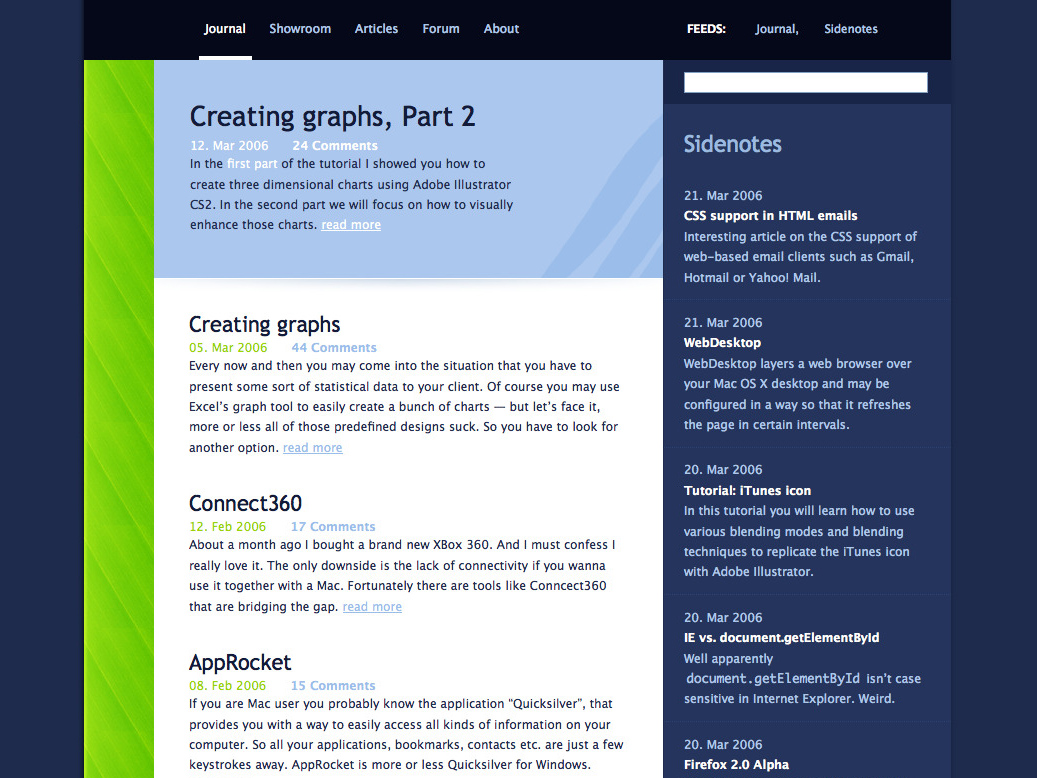 Journal Showroom Articles Forum About FEEDS: Journal, Sidenotes
Creating graphs, Part 2
12. Mar 2006 24 Comments
In the first part of the tutorial I showed you how to
create three dimensional charts using Adobe Illustrator
CS2. In the second part we will focus on how to visually
enhance those charts. read more
Creating graphs
05. Mar 2006 44 Comments
Every now and then you may come into the situation that you have to
present some sort of statistical data to your client. Of course you may use
Excel’s graph tool to easily create a bunch of charts — but let’s face it,
more or less all of those predefined designs suck. So you have to look for
another option. read more
Connect360
12. Feb 2006 17 Comments
About a month ago I bought a brand new XBox 360. And I must confess I
really love it. The only downside is the lack of connectivity if you wanna
use it together with a Mac. Fortunately there are tools like Conncect360
that are bridging the gap. read more
AppRocket
08. Feb 2006 15 Comments
If you are Mac user you probably know the application “Quicksilver”, that
provides you with a way to easily access all kinds of information on your
computer. So all your applications, bookmarks, contacts etc. are just a few
keystrokes away. AppRocket is more or less Quicksilver for Windows.
Sidenotes
21. Mar 2006
CSS support in HTML emails
Interesting article on the CSS support of
web-based email clients such as Gmail,
Hotmail or Yahoo! Mail.
21. Mar 2006
WebDesktop
WebDesktop layers a web browser over
your Mac OS X desktop and may be
configured in a way so that it refreshes
the page in certain intervals.
20. Mar 2006
Tutorial: iTunes icon
In this tutorial you will learn how to use
various blending modes and blending
techniques to replicate the iTunes icon
with Adobe Illustrator.
20. Mar 2006
IE vs. document.getElementById
Well apparently
document.getElementById isn’t case
sensitive in Internet Explorer. Weird.
20. Mar 2006
Firefox 2.0 Alpha